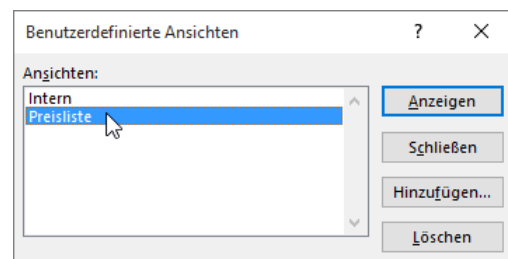 Benutzerdefinierte Ansichten ? ×
Ansichten:
Intern
Preisliste
Anzeigen
Schließen
Hinzufügen...
Löschen